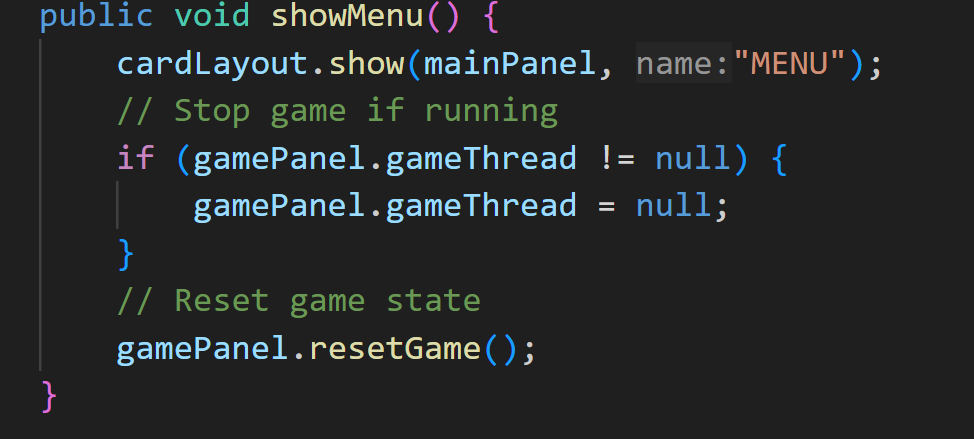 public void showMenu() {
    cardLayout.show(mainPanel, name:"MENU");
    // Stop game if running
    if (gamePanel.gameThread != null) {
        gamePanel.gameThread = null;
    }
    // Reset game state
    gamePanel.resetGame();
}